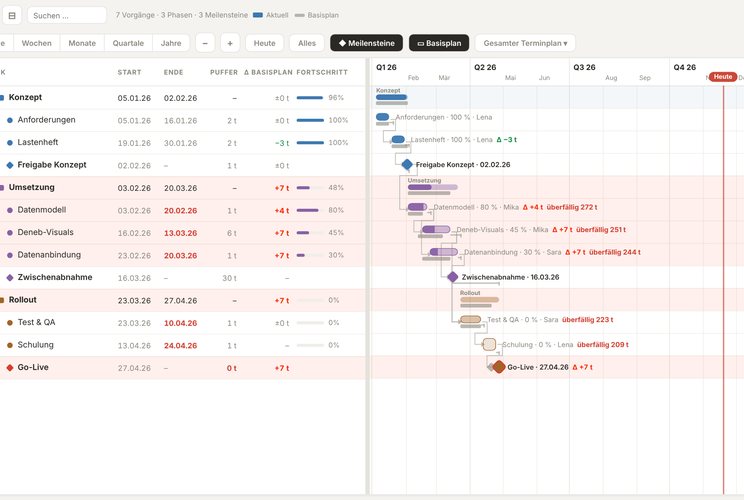 Suchen ...
7 Vorgänge · 3 Phasen · 3 Meilensteine Aktuell Basisplan
e Wochen Monate Quartale Jahre − + Heute Alles ◆ Meilensteine ▭ Basisplan Gesamter Terminplan ▾
K START ENDE PUFFER Δ BASISPLAN FORTSCHRITT
Q1 26 Q2 26 Q3 26 Q4 26
Feb Mär Mai Jun Aug Sep Heute
Konzept 05.01.26 02.02.26 – ±0 t 96%
Konzept
Anforderungen 05.01.26 16.01.26 2 t ±0 t 100%
Anforderungen · 100 % · Lena
Lastenheft 19.01.26 30.01.26 2 t −3 t 100%
Lastenheft · 100 % · Lena Δ −3 t
Freigabe Konzept 02.02.26 – 1 t ±0 t
Freigabe Konzept · 02.02.26
Umsetzung 03.02.26 20.03.26 – +7 t 48%
Umsetzung
Datenmodell 03.02.26 20.02.26 1 t +4 t 80%
Datenmodell · 80 % · Mika Δ +4 t überfällig 272 t
Deneb-Visuals 16.02.26 13.03.26 6 t +7 t 45%
Deneb-Visuals · 45 % · Mika Δ +7 t überfällig 251 t
Datenanbindung 23.02.26 20.03.26 1 t +7 t 30%
Datenanbindung · 30 % · Sara Δ +7 t überfällig 244 t
Zwischenabnahme 16.03.26 – 30 t –
Zwischenabnahme · 16.03.26
Rollout 23.03.26 27.04.26 – +7 t 0%
Rollout
Test & QA 23.03.26 10.04.26 1 t ±0 t 0%
Test & QA · 0 % · Sara überfällig 223 t
Schulung 13.04.26 24.04.26 1 t – 0%
Schulung · 0 % · Lena überfällig 209 t
Go-Live 27.04.26 – 0 t +7 t
Go-Live · 27.04.26 Δ +7 t